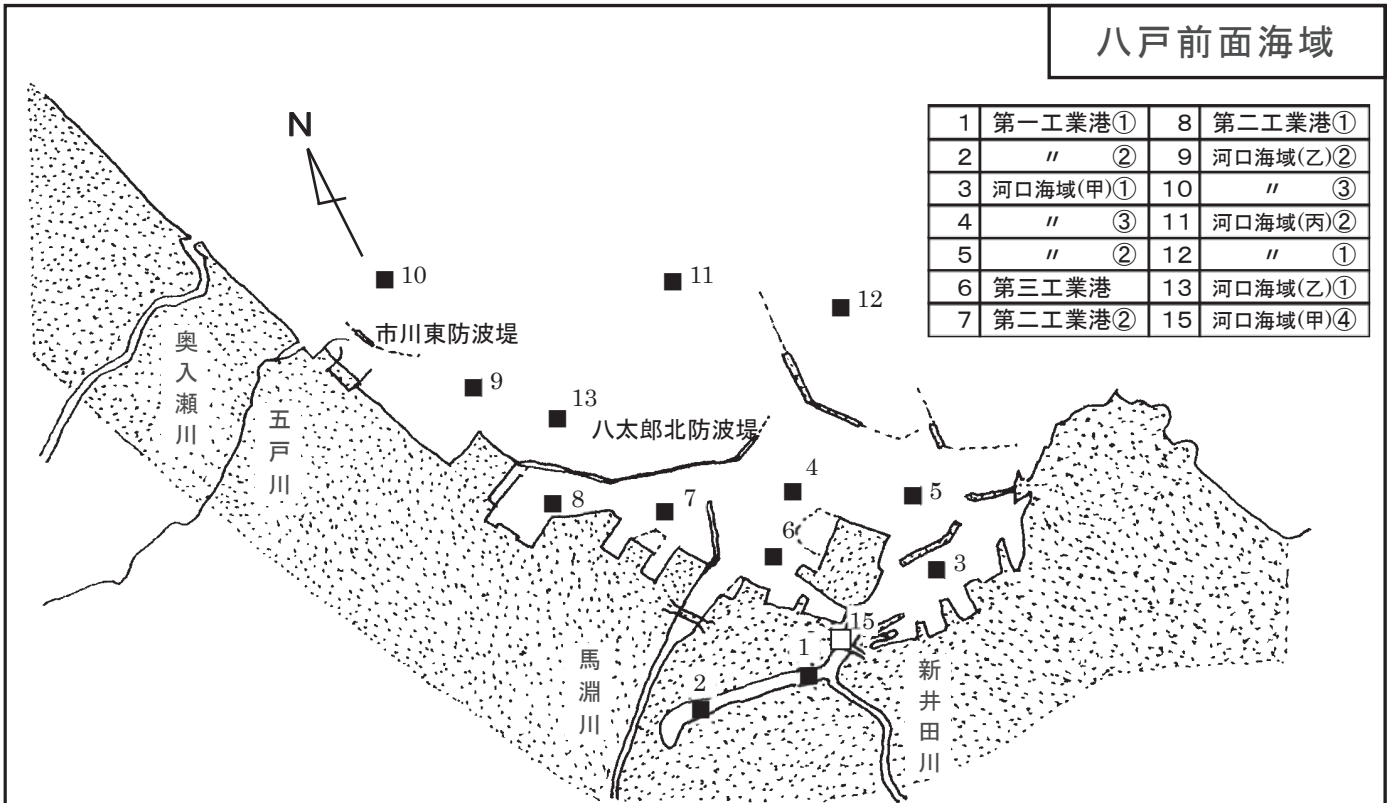 八戸前面海域
N
1 第一工業港① 8 第二工業港①
2 〃 ② 9 河口海域(乙)②
3 河口海域(甲)① 10 〃 ③
4 〃 ③ 11 河口海域(丙)②
5 〃 ② 12 〃 ①
6 第三工業港 13 河口海域(乙)①
7 第二工業港② 15 河口海域(甲)④
10
11
12
市川東防波堤
奥入瀬川
五戸川
9
13
八太郎北防波堤
8
7
4
5
6
3
15
1
2
馬淵川
新井田川